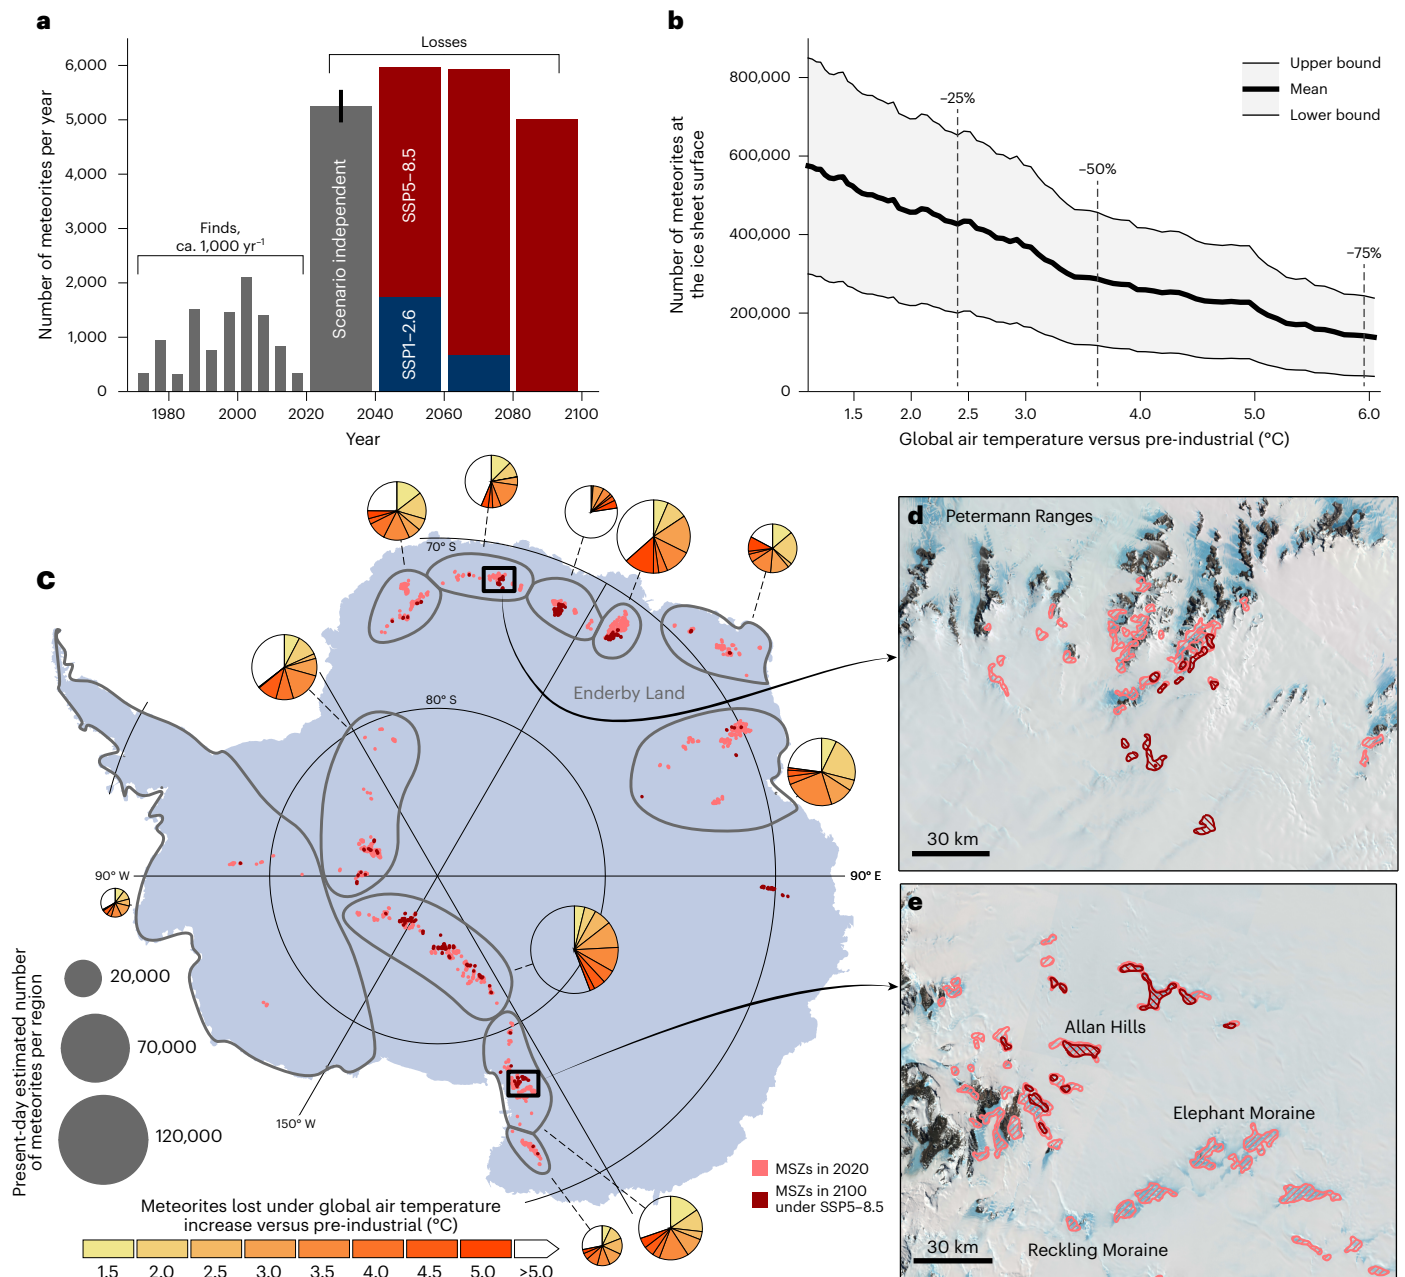 a
Number of meteorites per year
6,000
5,000
4,000
3,000
2,000
1,000
0
Losses
Finds,
ca. 1,000 yr⁻¹
Scenario independent
SSP5–8.5
SSP1–2.6
1980
2000
2020
2040
2060
2080
2100
Year
b
Number of meteorites at
the ice sheet surface
800,000
600,000
400,000
200,000
0
–25%
–50%
–75%
Upper bound
Mean
Lower bound
1.5
2.0
2.5
3.0
4.0
5.0
6.0
Global air temperature versus pre-industrial (°C)
c
70° S
80° S
Enderby Land
90° W
90° E
150° W
Present-day estimated number
of meteorites per region
20,000
70,000
120,000
MSZs in 2020
MSZs in 2100
under SSP5–8.5
Meteorites lost under global air temperature
increase versus pre-industrial (°C)
1.5
2.0
2.5
3.0
3.5
4.0
4.5
5.0
>5.0
d
Petermann Ranges
30 km
e
Allan Hills
Elephant Moraine
Reckling Moraine
30 km